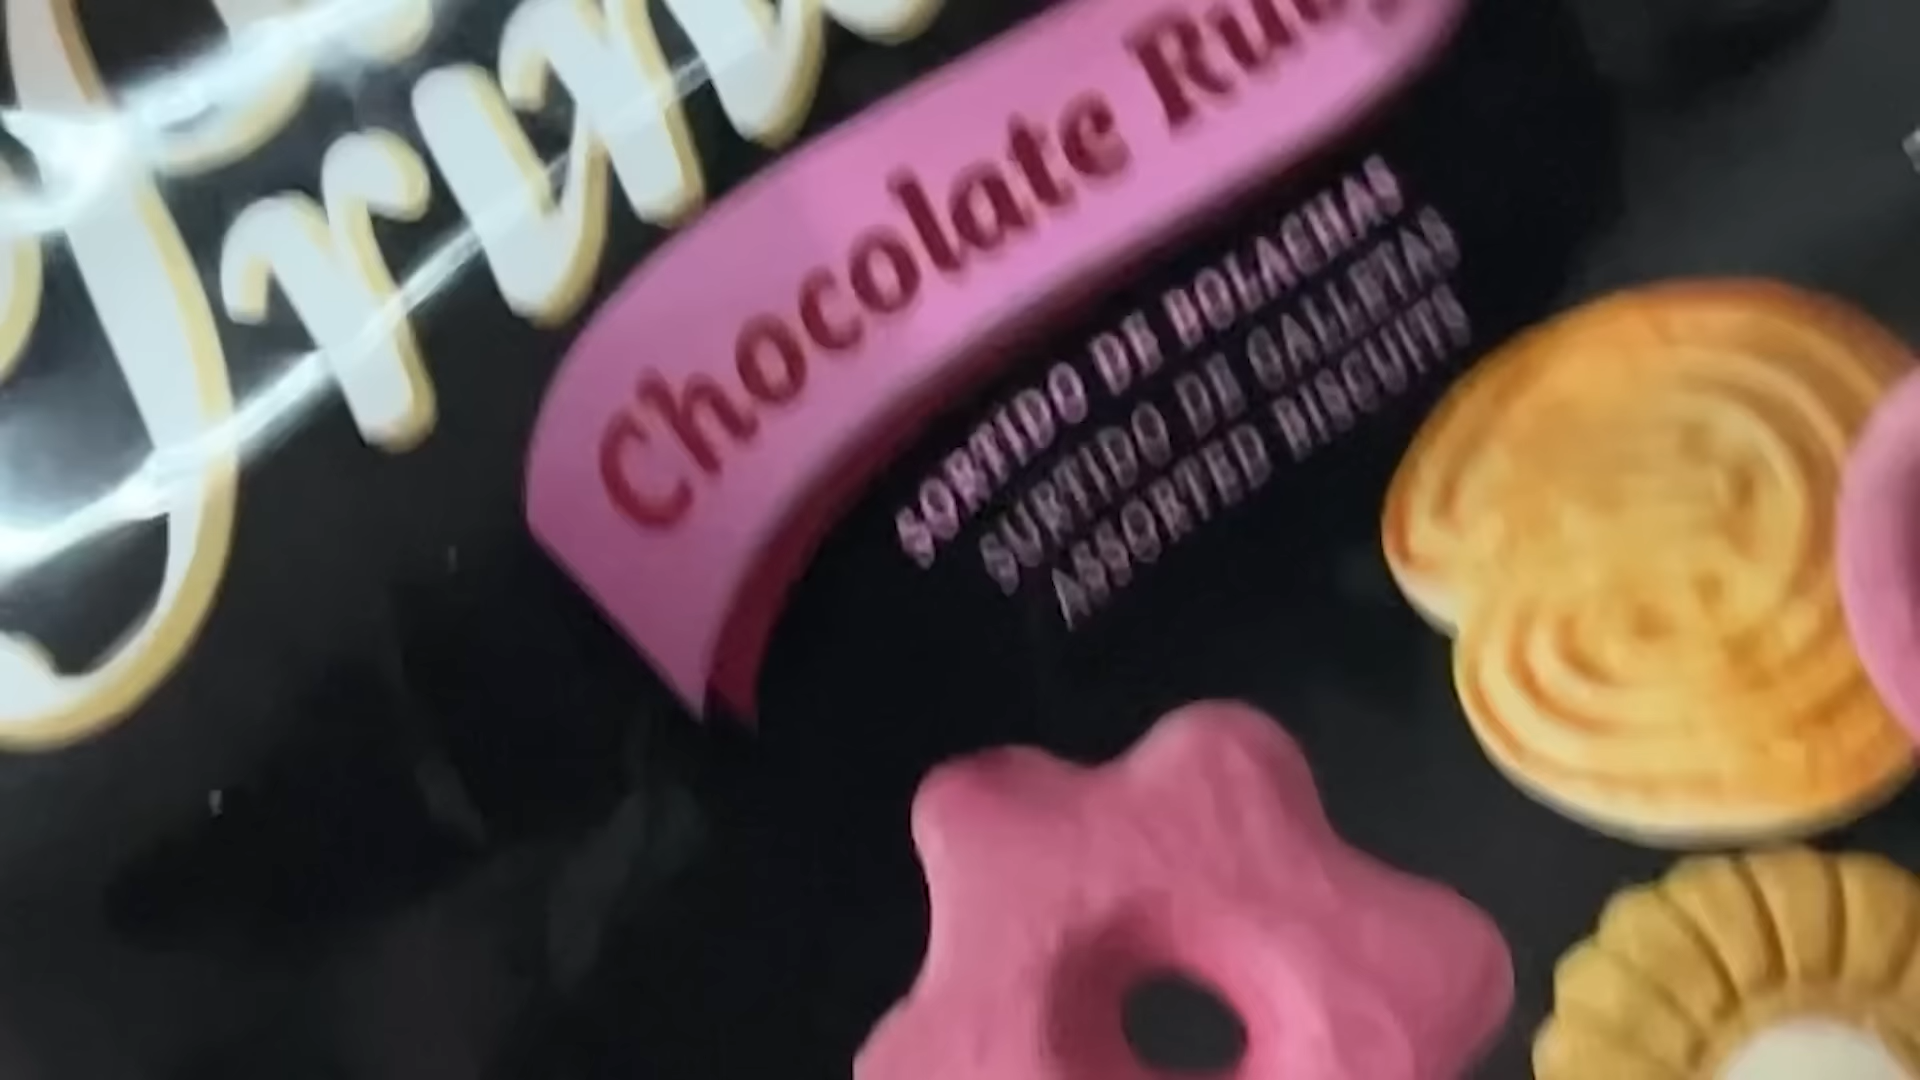 Chocolate
SORTIDO DE BOLACHAS
SURTIDO DE GALLETAS
ASSORTED BISCUITS